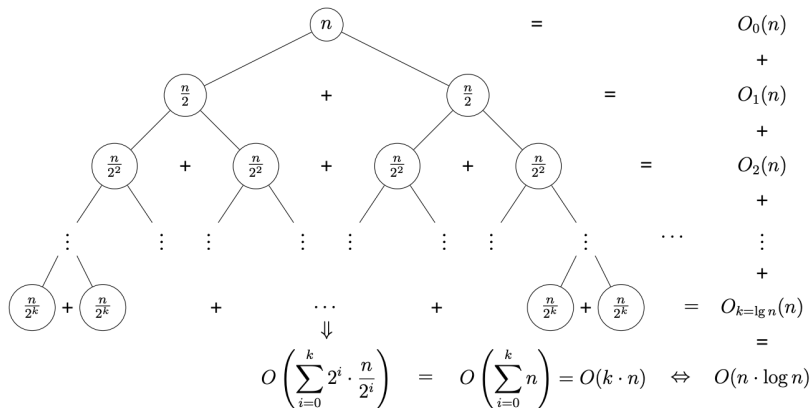 n = O_0(n)
+
n/2 + n/2 = O_1(n)
+
n/2^2 + n/2^2 + n/2^2 + n/2^2 = O_2(n)
+
⋮ ⋮ ⋮ ⋮ ⋮ ⋮ ⋮ ⋮ ⋯ ⋮
+
n/2^k + n/2^k + ⋯ + n/2^k + n/2^k = O_{k=lg n}(n)
⇓ =
O(∑_{i=0}^{k} 2^i · n/2^i) = O(∑_{i=0}^{k} n) = O(k · n) ⇔ O(n · log n)